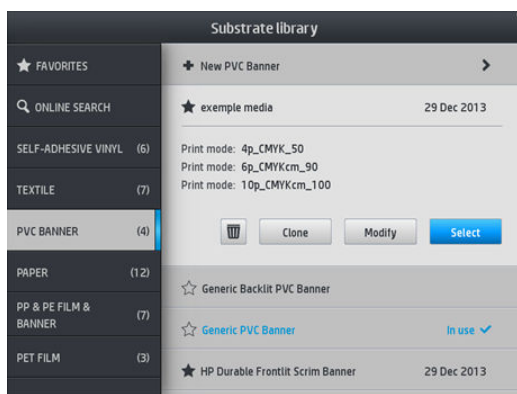 Substrate library
FAVORITES
ONLINE SEARCH
SELF-ADHESIVE VINYL (6)
TEXTILE (7)
PVC BANNER (4)
PAPER (12)
PP & PE FILM &
BANNER (7)
PET FILM (3)
New PVC Banner
exemple media 29 Dec 2013
Print mode: 4p_CMYK_50
Print mode: 6p_CMYKcm_90
Print mode: 10p_CMYKcm_100
Clone Modify Select
Generic Backlit PVC Banner
Generic PVC Banner In use
HP Durable Frontlit Scrim Banner 29 Dec 2013